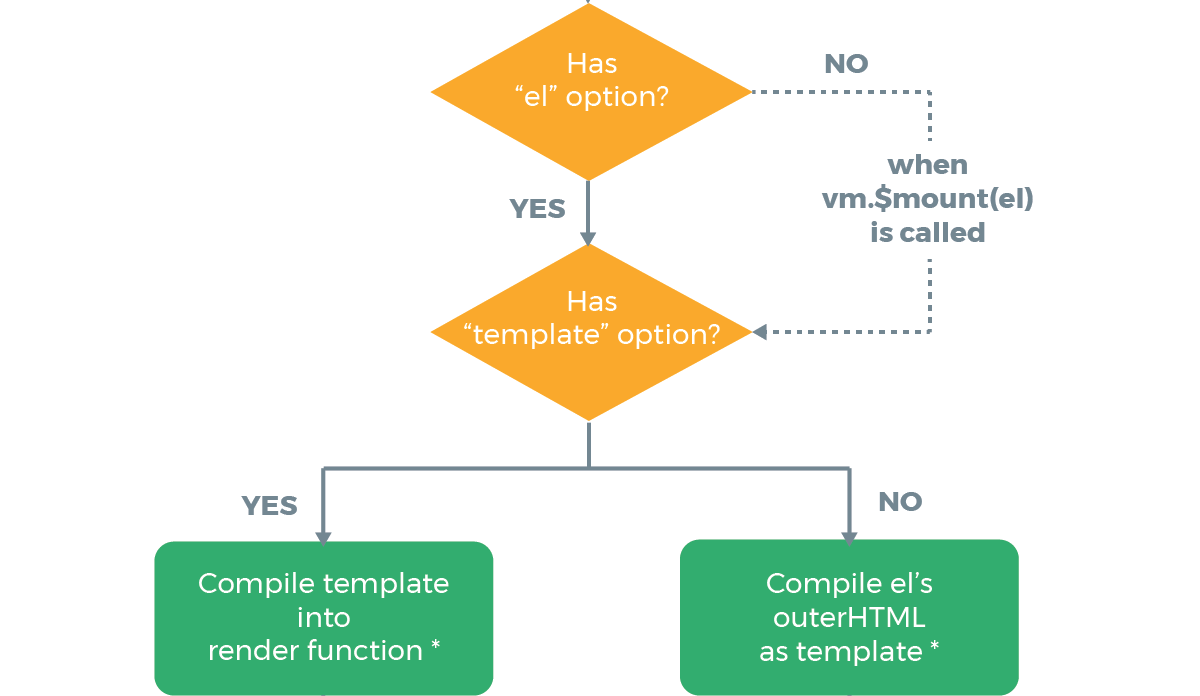 Has
“el” option?
NO
when
vm.$mount(el)
is called
YES
Has
“template” option?
YES
NO
Compile template
into
render function *
Compile el’s
outerHTML
as template *